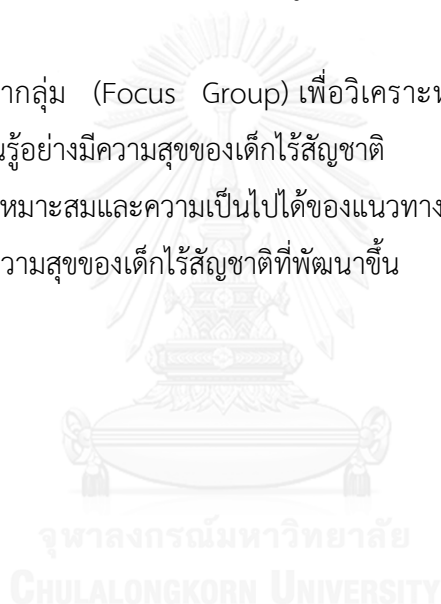 ากลุ่ม (Focus Group) เพื่อวิเคราะห
นรู้อย่างมีความสุขของเด็กไร้สัญชาติ
หมาะสมและความเป็นไปได้ของแนวทาง
วามสุขของเด็กไร้สัญชาติที่พัฒนาขึ้น
จุฬาลงกรณ์มหาวิทยาลัย
CHULALONGKORN UNIVERSITY